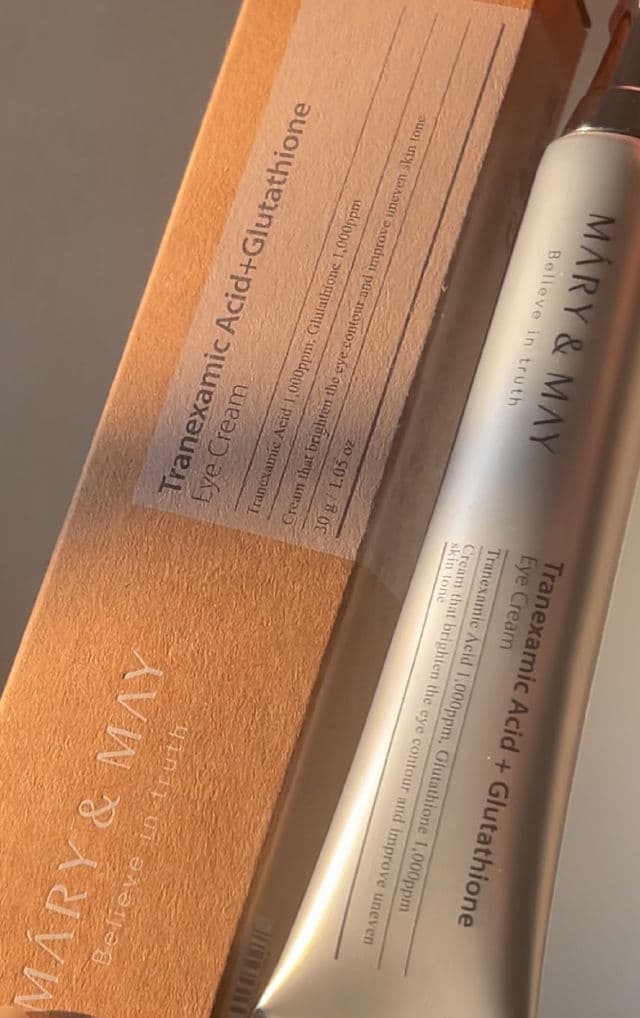 Tranexamic Acid+Glutathione
Eye Cream
Tranexamic Acid 1,000ppm, Glutathione 1,000ppm
Cream that brighten the eye contour and improve uneven skin tone
30 g / 1.05 oz
MÁRY & MAY
Believe in truth
MÁRY & MAY
Believe in truth
Tranexamic Acid + Glutathione
Eye Cream
Tranexamic Acid 1,000ppm, Glutathione 1,000ppm
Cream that brighten the eye contour and improve uneven
skin tone